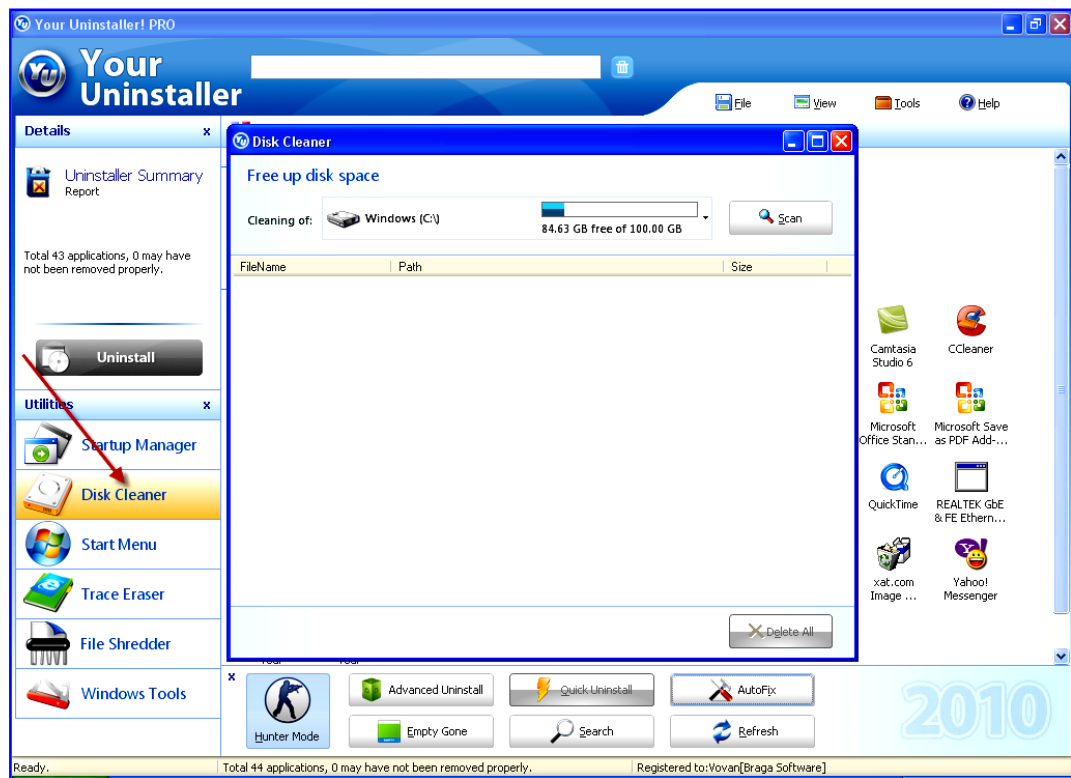 Your Uninstaller! PRO
Yu
Your
Uninstaller
File
View
Tools
Help
Details
x
Uninstaller Summary
Report
Total 43 applications, 0 may have
not been removed properly.
Uninstall
Utilities
x
Startup Manager
Disk Cleaner
Start Menu
Trace Eraser
File Shredder
Windows Tools
Disk Cleaner
Free up disk space
Cleaning of:
Windows (C:\)
84.63 GB free of 100.00 GB
Scan
FileName
Path
Size
Delete All
Camtasia
Studio 6
CCleaner
Microsoft
Office Stan...
Microsoft Save
as PDF Add-...
QuickTime
REALTEK GbE
& FE Ethern...
xat.com
Image ...
Yahoo!
Messenger
Your
Your
x
Hunter Mode
Advanced Uninstall
Quick Uninstall
AutoFix
Empty Gone
Search
Refresh
2010
Ready.
Total 44 applications, 0 may have not been removed properly.
Registered to:Vovan[Braga Software]